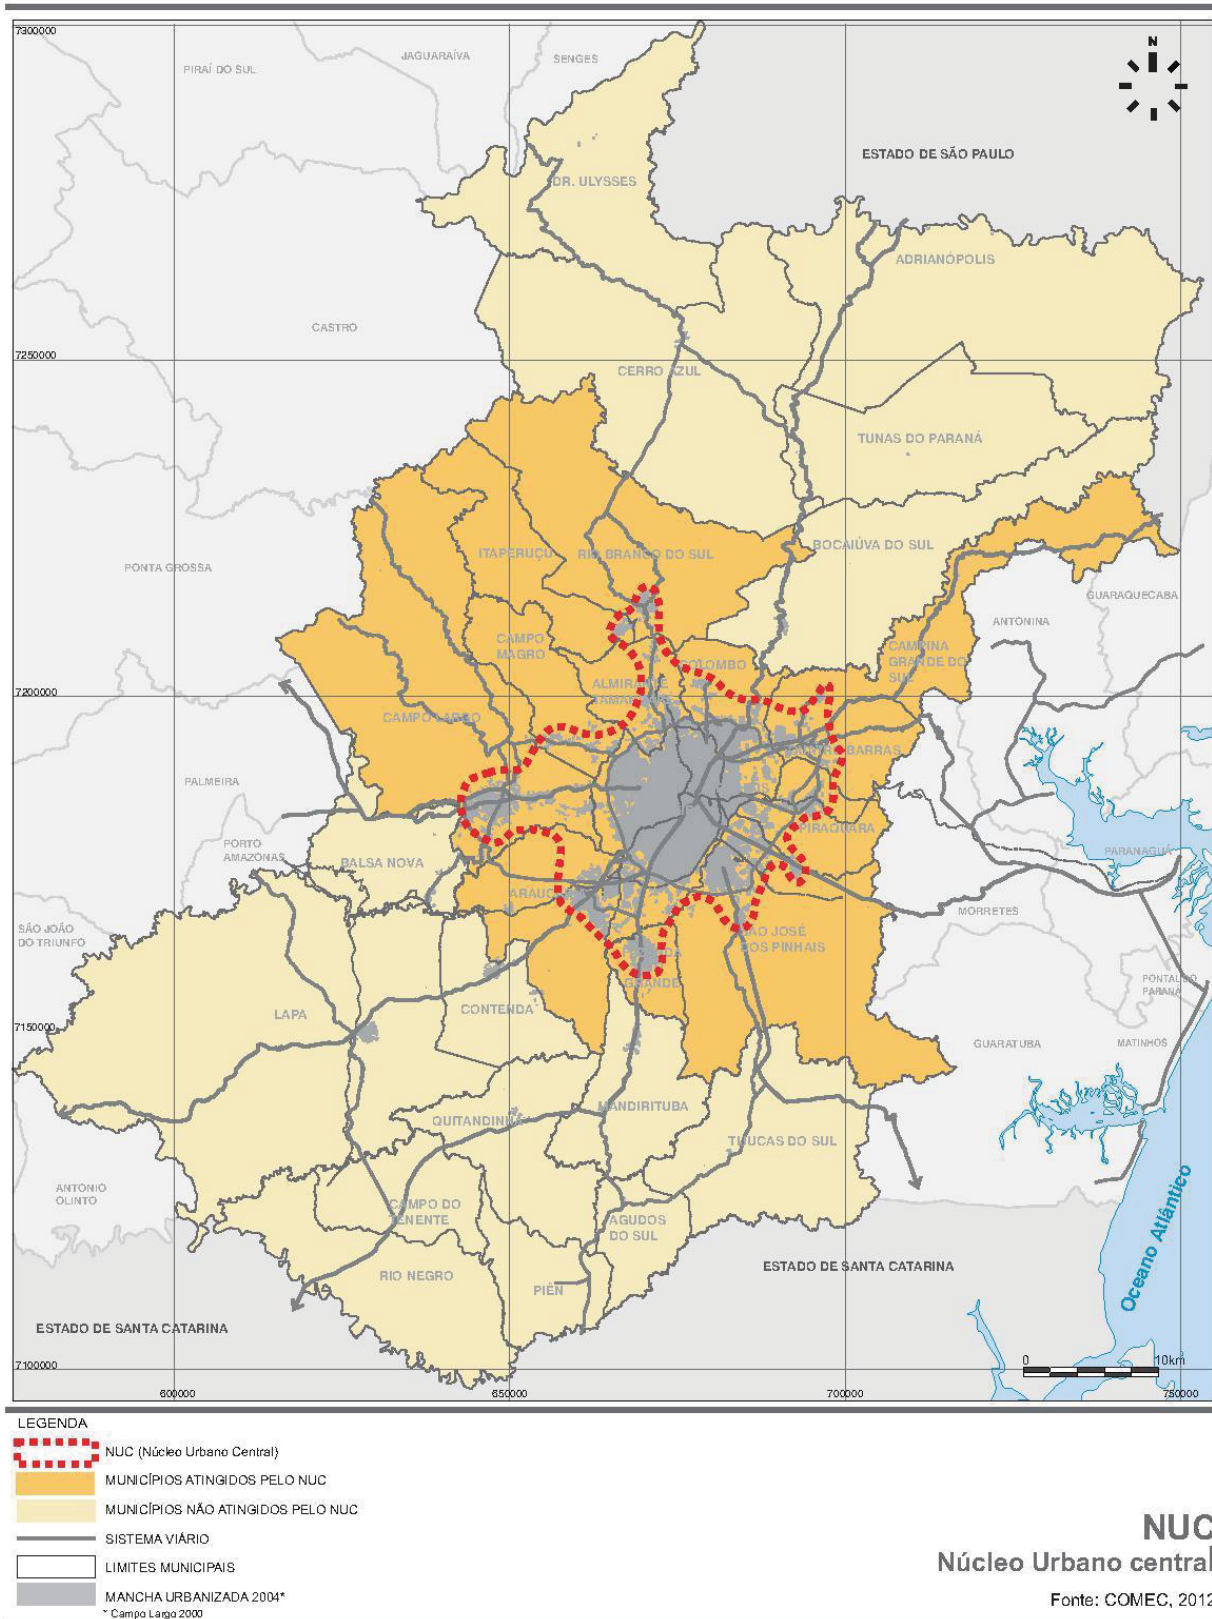 7300000
JAGUARAÍVA
SENGES
PIRAÍ DO SUL
N
ESTADO DE SÃO PAULO
DR. ULYSSES
ADRIANÓPOLIS
CASTRO
7250000
CERRO AZUL
TUNAS DO PARANÁ
ITAPERUÇU
RIO BRANCO DO SUL
BOCAIÚVA DO SUL
PONTA GROSSA
GUARAQUEÇABA
ANTONINA
CAMPO
MAGRO
COLOMBO
CAMPINA
GRANDE DO
SUL
ALMIRANTE
7200000
CAMPO LARGO
BARRAS
PALMEIRA
PIRAQUARA
PORTO
AMAZONAS
BALSA NOVA
PARANAGUÁ
MORRETES
SÃO JOÃO
DO TRIUNFO
SÃO JOSÉ
DOS PINHAIS
GRANDE
PONTAL DO
PARANÁ
LAPA
CONTENDA
7150000
GUARATUBA
MATINHOS
MANDIRITUBA
QUITANDINHA
TIJUCAS DO SUL
ANTONIO
OLINTO
CAMPO DO
TENENTE
AGUDOS
DO SUL
RIO NEGRO
PIÊN
ESTADO DE SANTA CATARINA
Oceano Atlântico
ESTADO DE SANTA CATARINA
7100000
0 10km
600000 650000 700000 750000
LEGENDA
NUC (Núcleo Urbano Central)
MUNICÍPIOS ATINGIDOS PELO NUC
MUNICÍPIOS NÃO ATINGIDOS PELO NUC
SISTEMA VIÁRIO
LIMITES MUNICIPAIS
MANCHA URBANIZADA 2004*
* Campo Largo 2000
NUC
Núcleo Urbano central
Fonte: COMEC, 2012